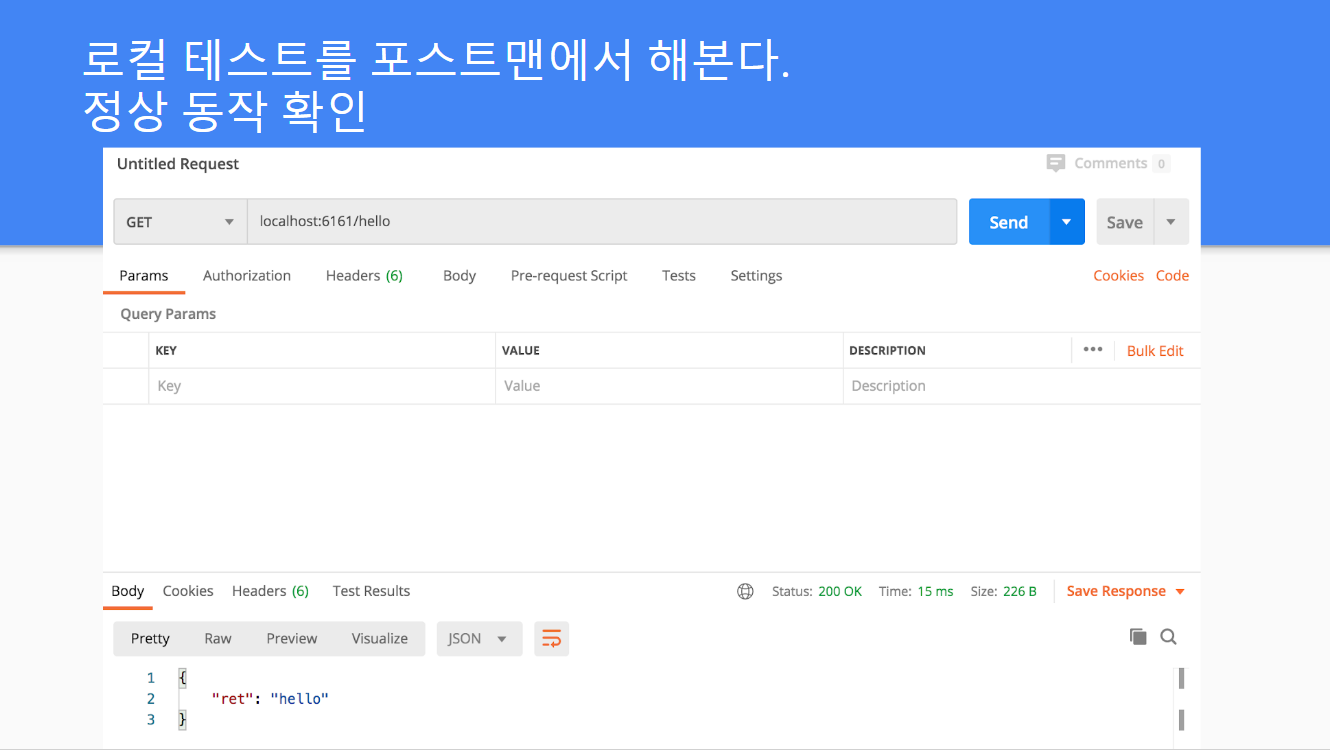 로컬 테스트를 포스트맨에서 해본다.
정상 동작 확인
Untitled Request
Comments 0
GET localhost:6161/hello Send Save
Params Authorization Headers (6) Body Pre-request Script Tests Settings Cookies Code
Query Params
KEY VALUE DESCRIPTION ••• Bulk Edit
Key Value Description
Body Cookies Headers (6) Test Results Status: 200 OK Time: 15 ms Size: 226 B Save Response
Pretty Raw Preview Visualize JSON
1 {
2 "ret": "hello"
3 }